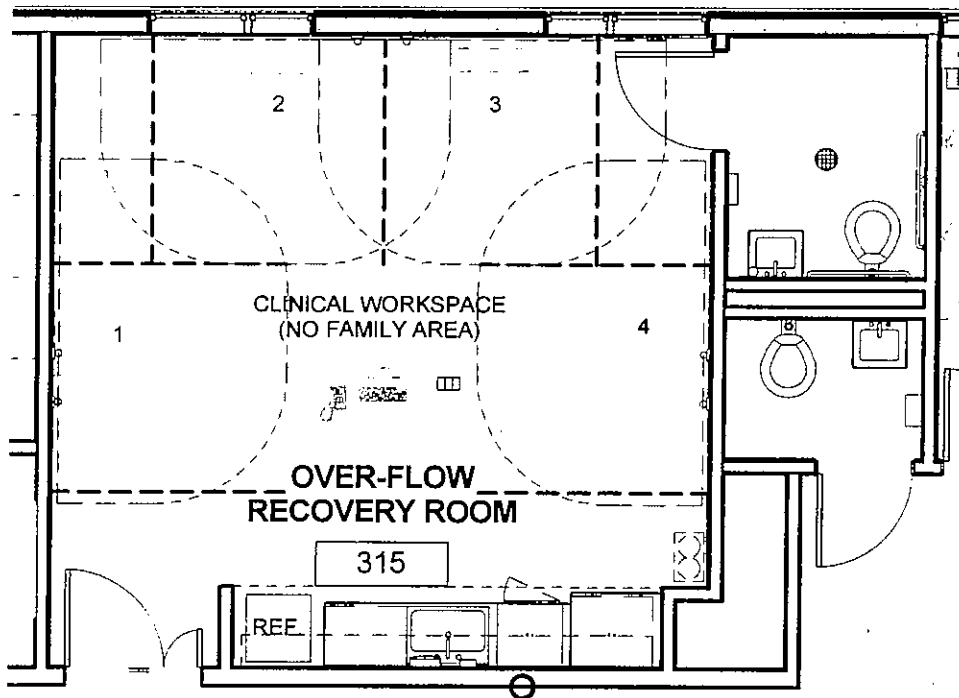 2
3
CLINICAL WORKSPACE
(NO FAMILY AREA)
1
4
OVER-FLOW
RECOVERY ROOM
315
REF.